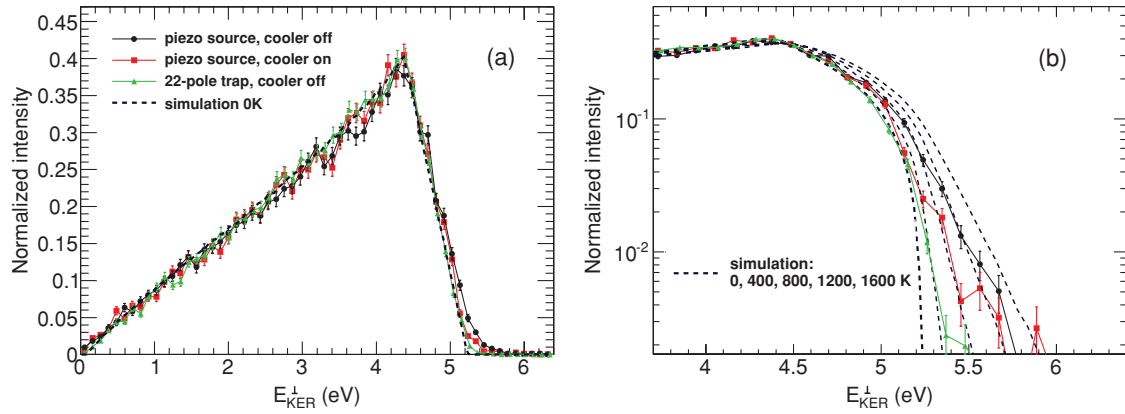 (a)
piezo source, cooler off
piezo source, cooler on
22-pole trap, cooler off
simulation 0K
Normalized intensity
0.45
0.4
0.35
0.3
0.25
0.2
0.15
0.1
0.05
0
0 1 2 3 4 5 6
E⊥KER (eV)
(b)
Normalized intensity
10-1
10-2
simulation:
0, 400, 800, 1200, 1600 K
4 4.5 5 5.5 6
E⊥KER (eV)